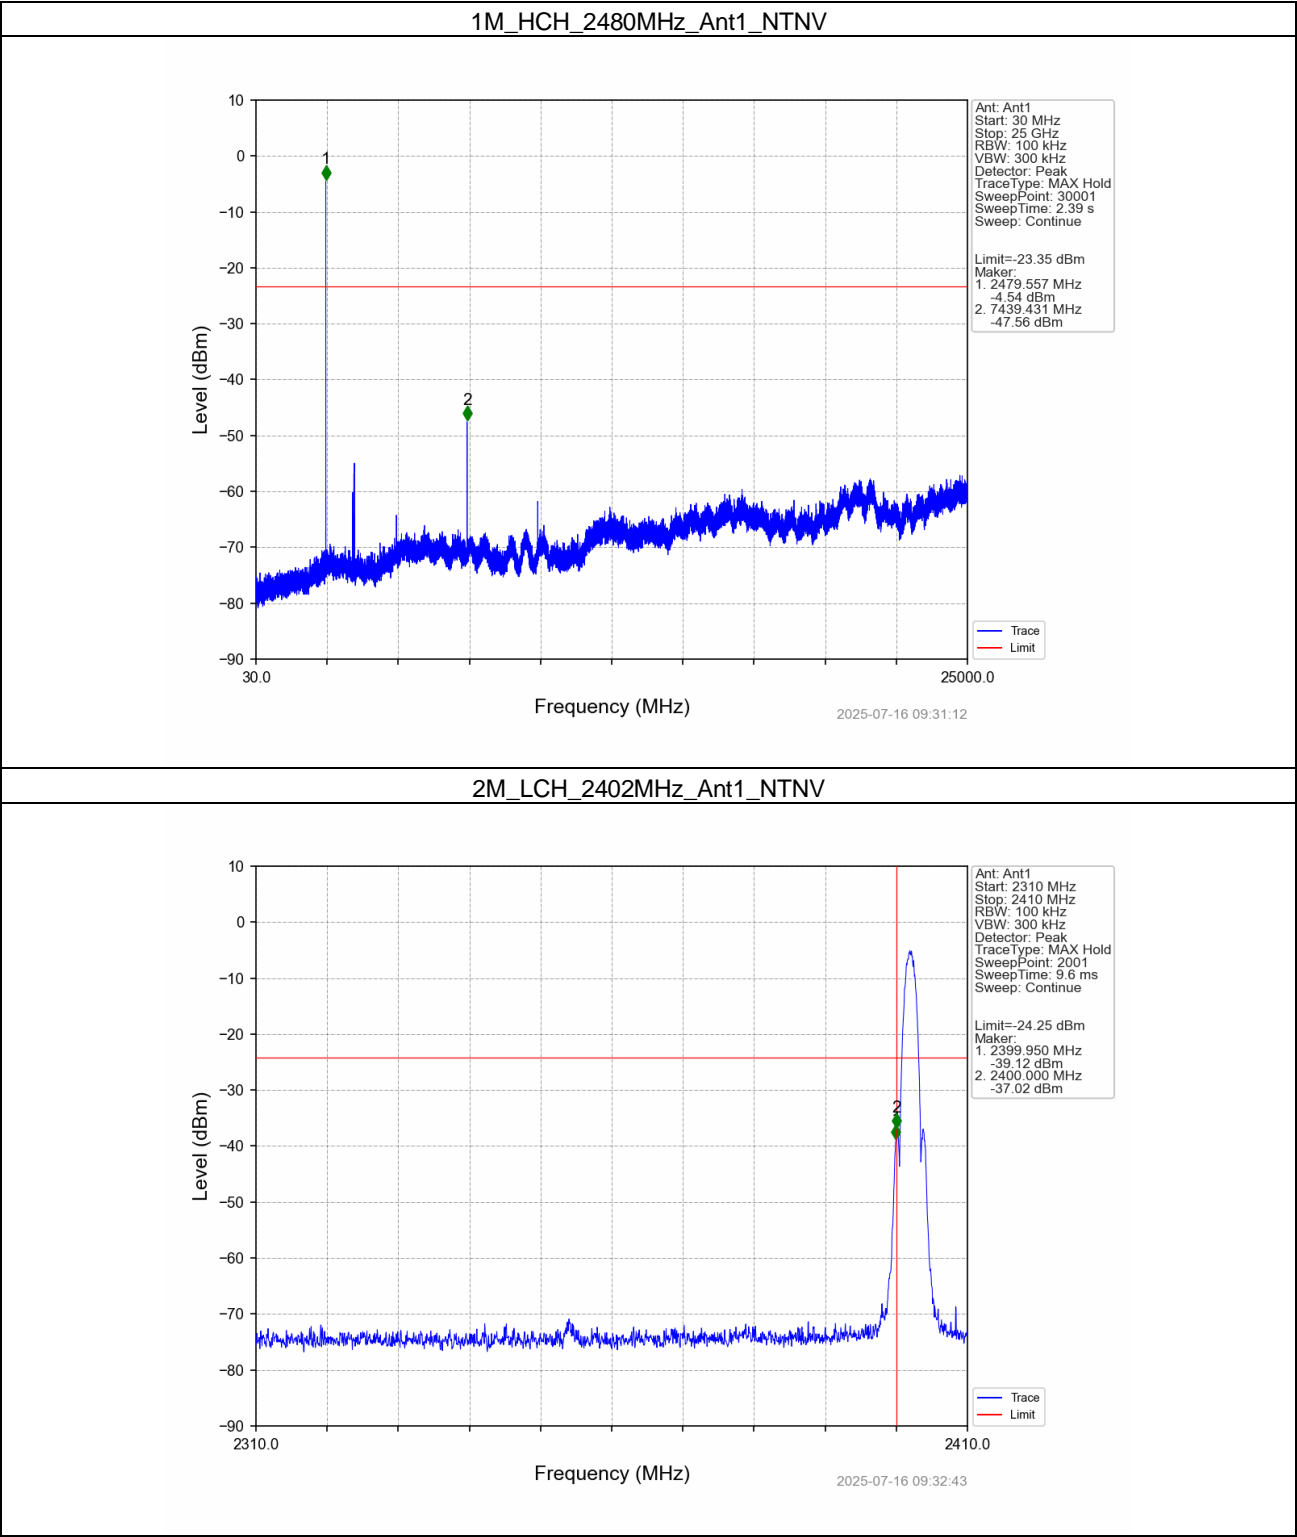 1M_HCH_2480MHz_Ant1_NTNV
10
0
−10
−20
−30
−40
−50
−60
−70
−80
−90
Level (dBm)
1
2
30.0
25000.0
Frequency (MHz)
2025-07-16 09:31:12
Ant: Ant1
Start: 30 MHz
Stop: 25 GHz
RBW: 100 kHz
VBW: 300 kHz
Detector: Peak
TraceType: MAX Hold
SweepPoint: 30001
SweepTime: 2.39 s
Sweep: Continue
Limit=-23.35 dBm
Maker:
1. 2479.557 MHz
-4.54 dBm
2. 7439.431 MHz
-47.56 dBm
Trace
Limit
2M_LCH_2402MHz_Ant1_NTNV
10
0
−10
−20
−30
−40
−50
−60
−70
−80
−90
Level (dBm)
2
2310.0
2410.0
Frequency (MHz)
2025-07-16 09:32:43
Ant: Ant1
Start: 2310 MHz
Stop: 2410 MHz
RBW: 100 kHz
VBW: 300 kHz
Detector: Peak
TraceType: MAX Hold
SweepPoint: 2001
SweepTime: 9.6 ms
Sweep: Continue
Limit=-24.25 dBm
Maker:
1. 2399.950 MHz
-39.12 dBm
2. 2400.000 MHz
-37.02 dBm
Trace
Limit